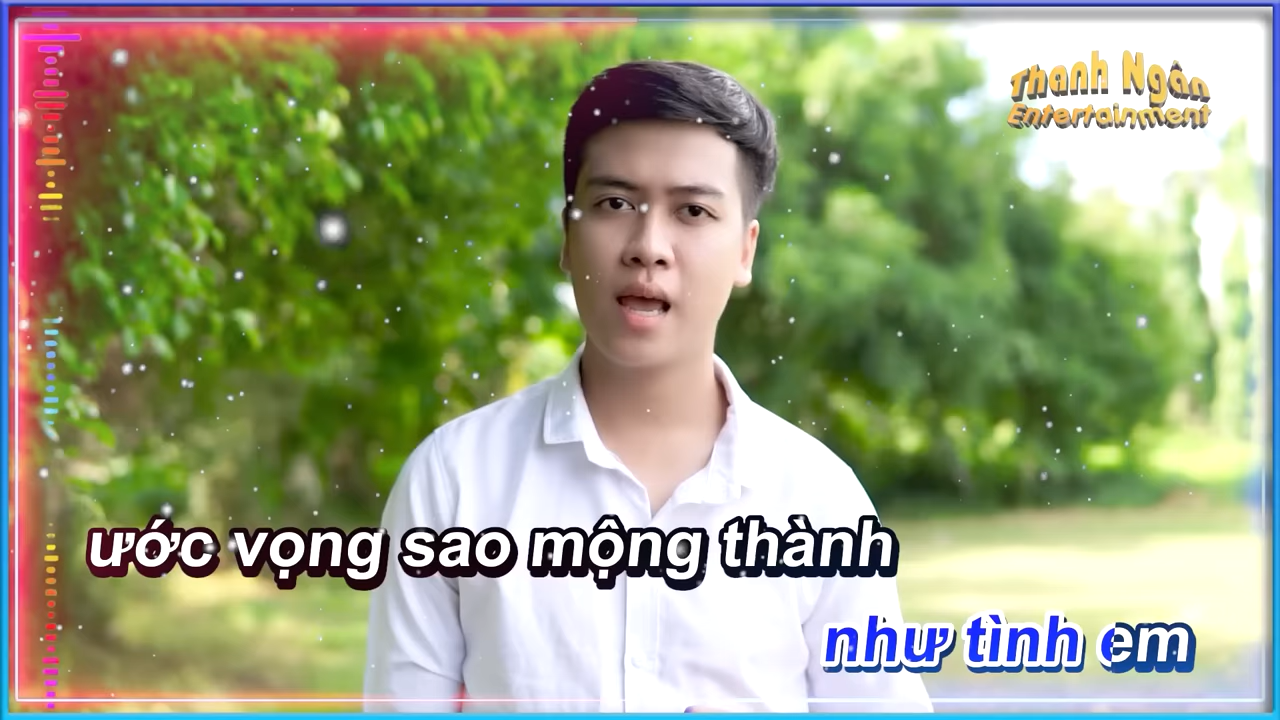 Thanh Ngân
Entertainment
ước vọng sao mộng thành
như tình em